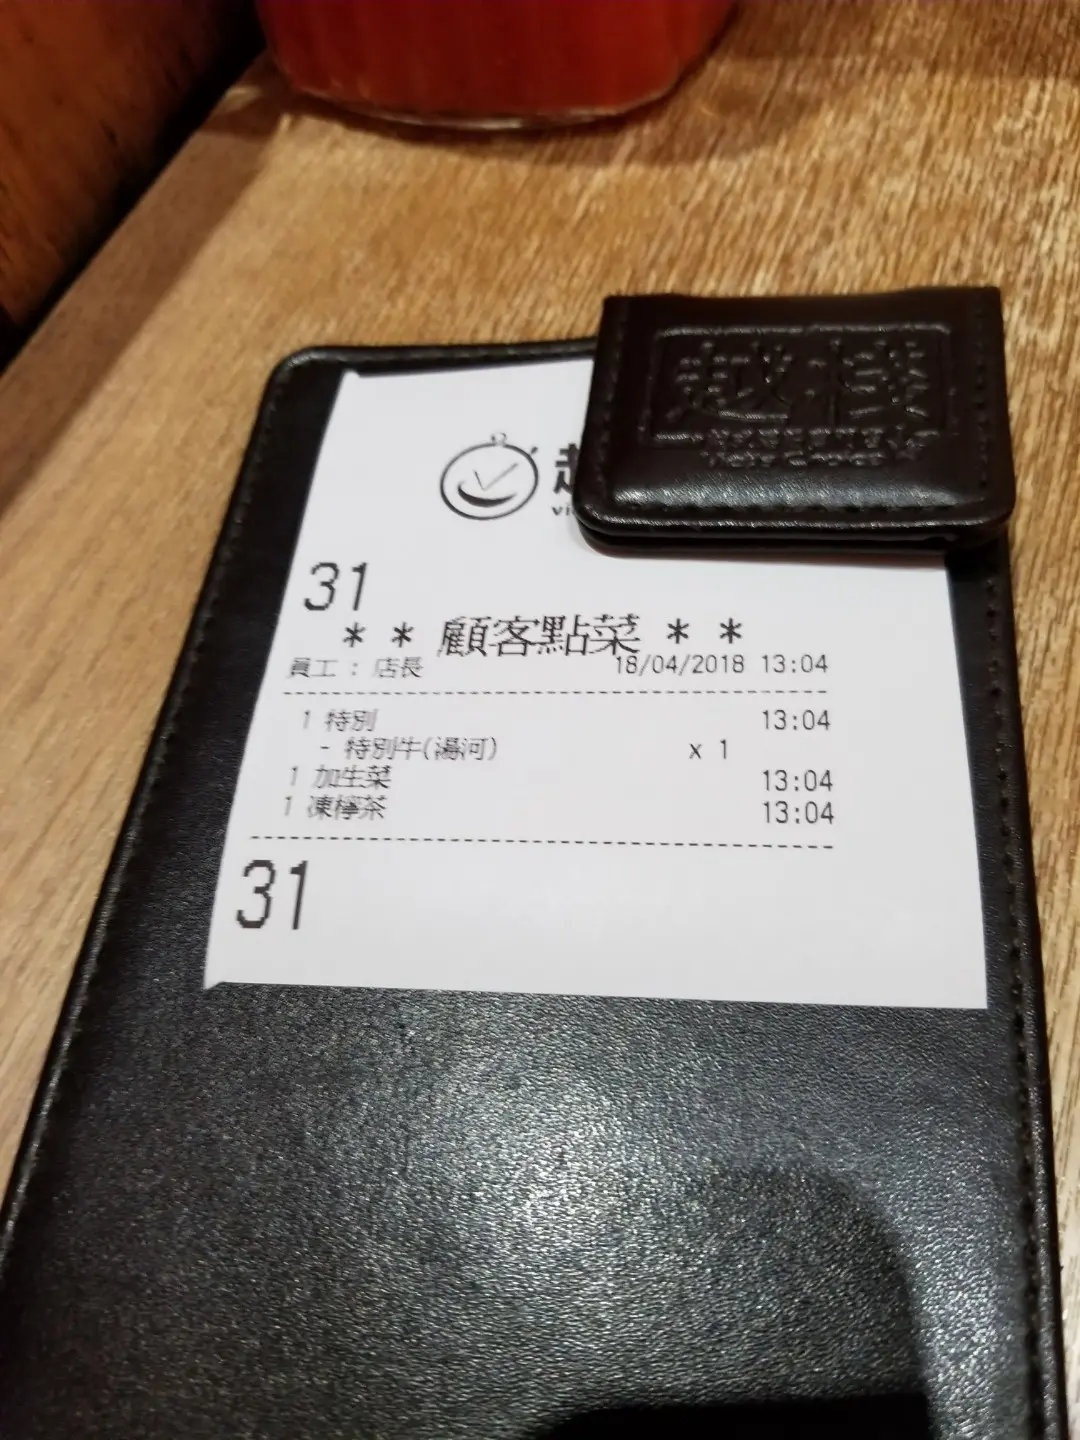 越棧
31
* * 顧客點菜 * *
員工 : 店長 18/04/2018 13:04
1 特別 13:04
- 特別牛(湯河) x 1
1 加生菜 13:04
1 凍檸茶 13:04
31